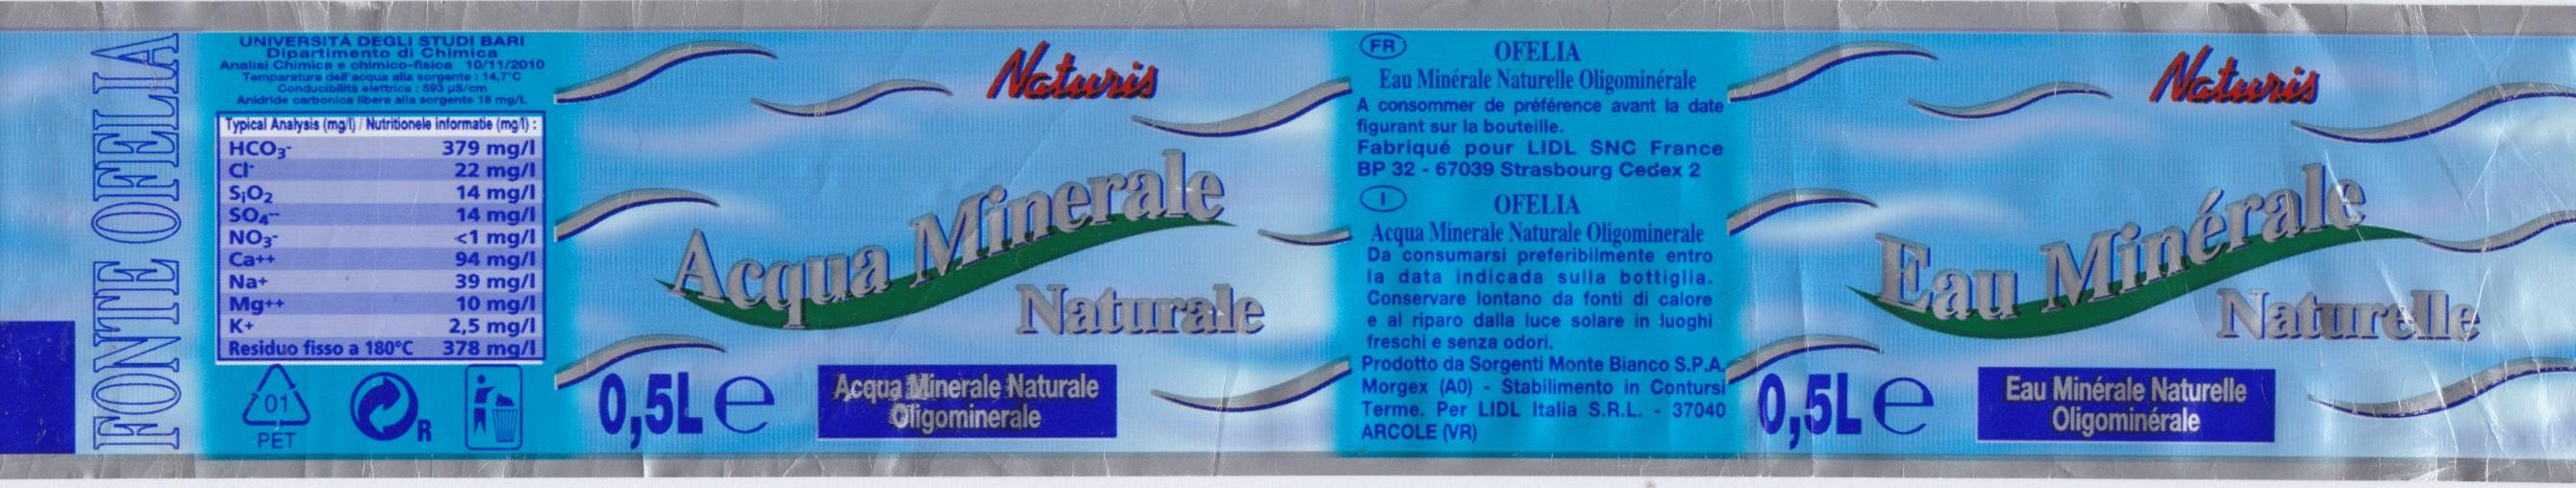 FONTE OFELIA
UNIVERSITÀ DEGLI STUDI BARI
Dipartimento di Chimica
Analisi Chimica e chimico-fisica 10/11/2010
Temparatura dell'acqua alla sorgente : 14,7°C
Conducibilità elettrica : 593 µS/cm
Anidride carbonica libera alla sorgente 18 mg/L
Typical Analysis (mg/l) / Nutritionele informatie (mg/l) :
HCO3- 379 mg/l
Cl- 22 mg/l
SiO2 14 mg/l
SO4-- 14 mg/l
NO3- <1 mg/l
Ca++ 94 mg/l
Na+ 39 mg/l
Mg++ 10 mg/l
K+ 2,5 mg/l
Residuo fisso a 180°C 378 mg/l
01
PET
R
Naturis
Acqua Minerale
Naturale
0,5L e
Acqua Minerale Naturale
Oligominerale
FR
OFELIA
Eau Minérale Naturelle Oligominérale
A consommer de préférence avant la date
figurant sur la bouteille.
Fabriqué pour LIDL SNC France
BP 32 - 67039 Strasbourg Cedex 2
I
OFELIA
Acqua Minerale Naturale Oligominerale
Da consumarsi preferibilmente entro
la data indicata sulla bottiglia.
Conservare lontano da fonti di calore
e al riparo dalla luce solare in luoghi
freschi e senza odori.
Prodotto da Sorgenti Monte Bianco S.P.A.
Morgex (A0) - Stabilimento in Contursi
Terme. Per LIDL Italia S.R.L. - 37040
ARCOLE (VR)
Naturis
Eau Minérale
Naturelle
0,5L e
Eau Minérale Naturelle
Oligominérale